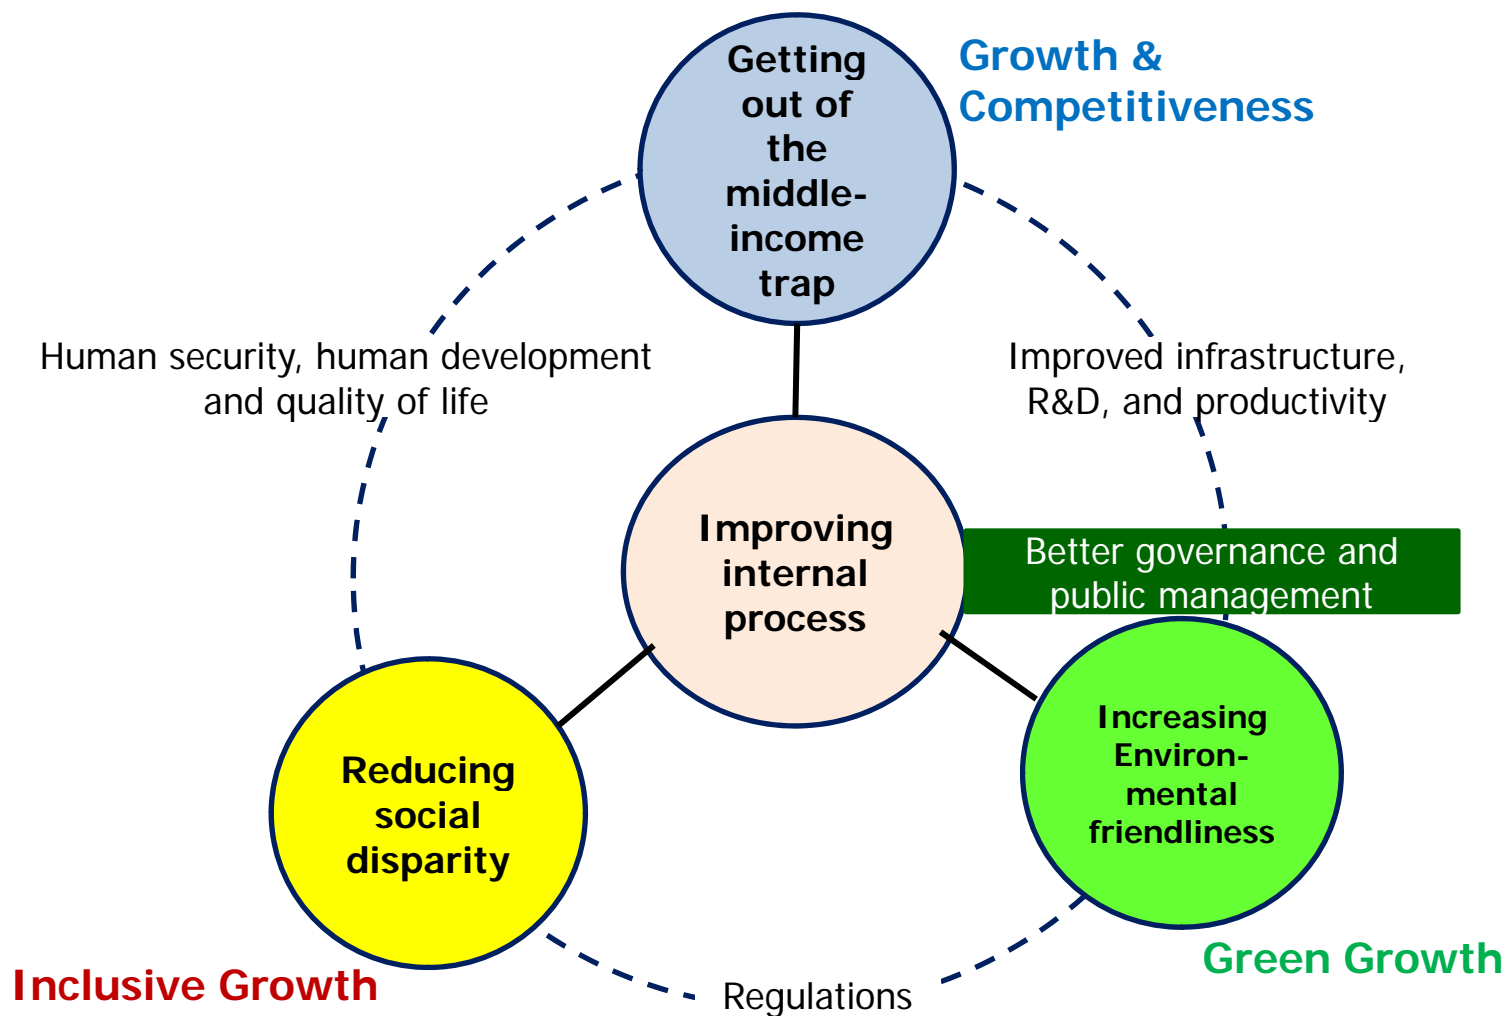 Getting
out of
the
middle-
income
trap
Growth &
Competitiveness
Human security, human development
and quality of life
Improved infrastructure,
R&D, and productivity
Improving
internal
process
Better governance and
public management
Reducing
social
disparity
Increasing
Environ-
mental
friendliness
Inclusive Growth
Green Growth
Regulations